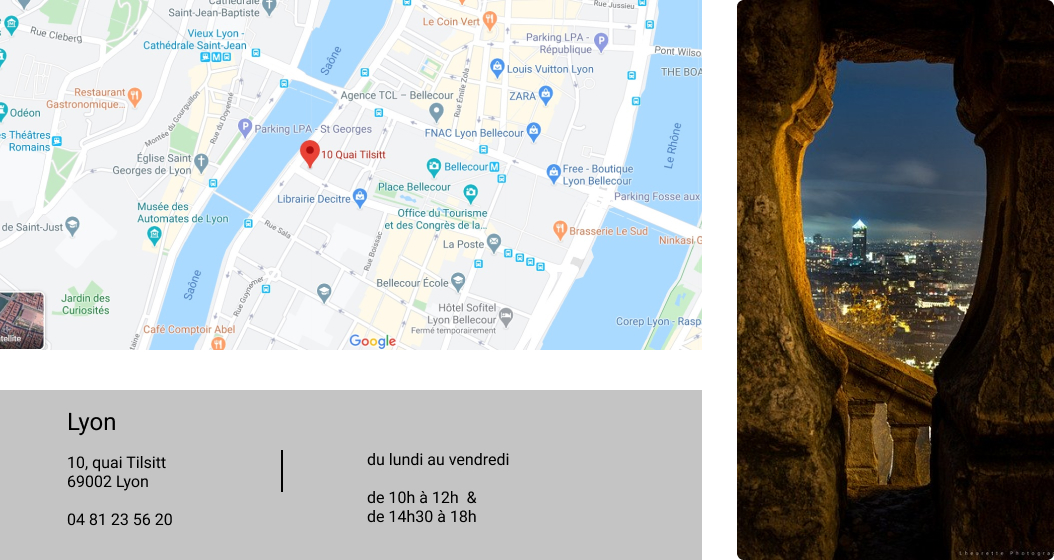 Cathédrale
Saint-Jean-Baptiste
Rue Jussieu
Le Coin Vert
Rue Cleberg
Vieux Lyon -
Cathédrale Saint-Jean
Saône
Parking LPA -
République
Pont Wilso
THE BOA
Louis Vuitton Lyon
Rue Émile Zola
ZARA
Restaurant
Gastronomique...
Agence TCL – Bellecour
Odéon
Montée du Gourguillon
Rue du Doyenné
Parking LPA - St Georges
FNAC Lyon Bellecour
Le Rhône
s Théâtres
Romains
10 Quai Tilsitt
Église Saint
Georges de Lyon
Bellecour
Free - Boutique
Lyon Bellecour
Place Bellecour
Librairie Decitre
Parking Fosse aux
Musée des
Automates de Lyon
Office du Tourisme
et des Congrès de la...
de Saint-Just
Rue Sala
Rue Boissac
Brasserie Le Sud
Ninkasi G
La Poste
Saône
Rue Guynemer
Bellecour École
Jardin des
Curiosités
Hôtel Sofitel
Lyon Bellecour
Fermé temporairement
Corep Lyon - Rasp
Café Comptoir Abel
tellite
taine
Google
Lyon
10, quai Tilsitt
69002 Lyon
04 81 23 56 20
du lundi au vendredi
de 10h à 12h &
de 14h30 à 18h